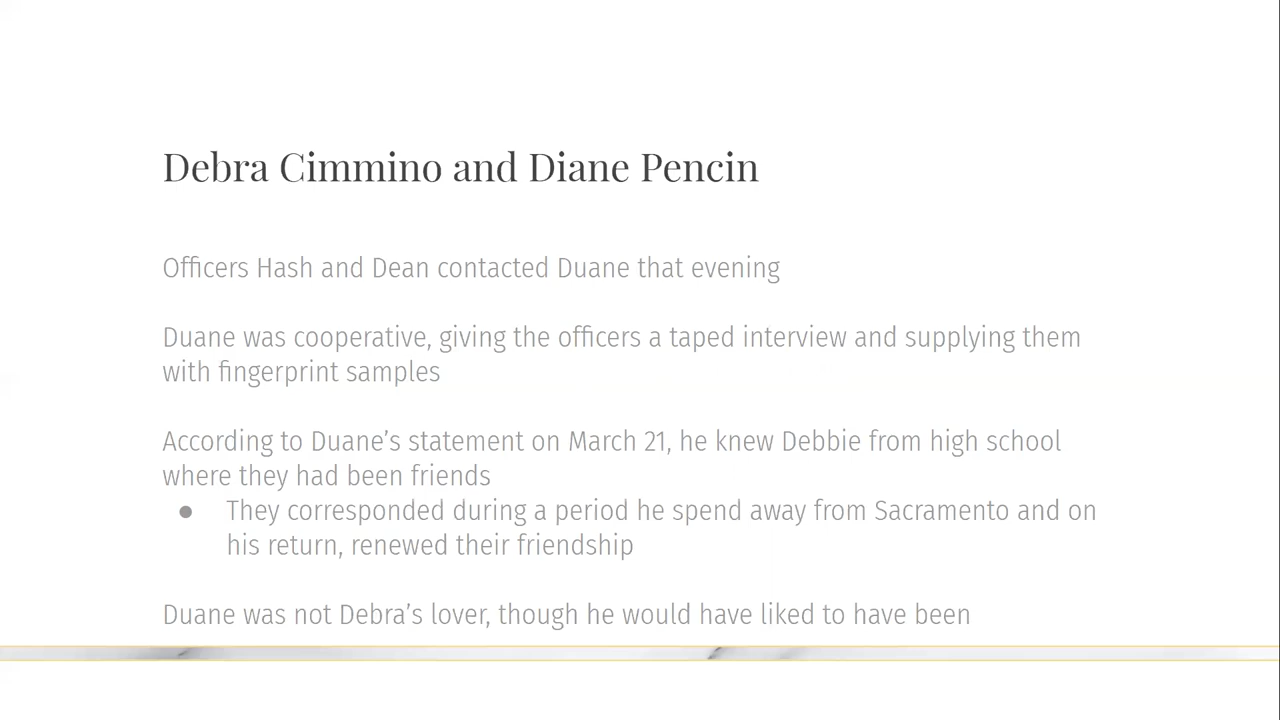 Debra Cimmino and Diane Pencin
Officers Hash and Dean contacted Duane that evening
Duane was cooperative, giving the officers a taped interview and supplying them
with fingerprint samples
According to Duane's statement on March 21, he knew Debbie from high school
where they had been friends
● They corresponded during a period he spend away from Sacramento and on
his return, renewed their friendship
Duane was not Debra's lover, though he would have liked to have been